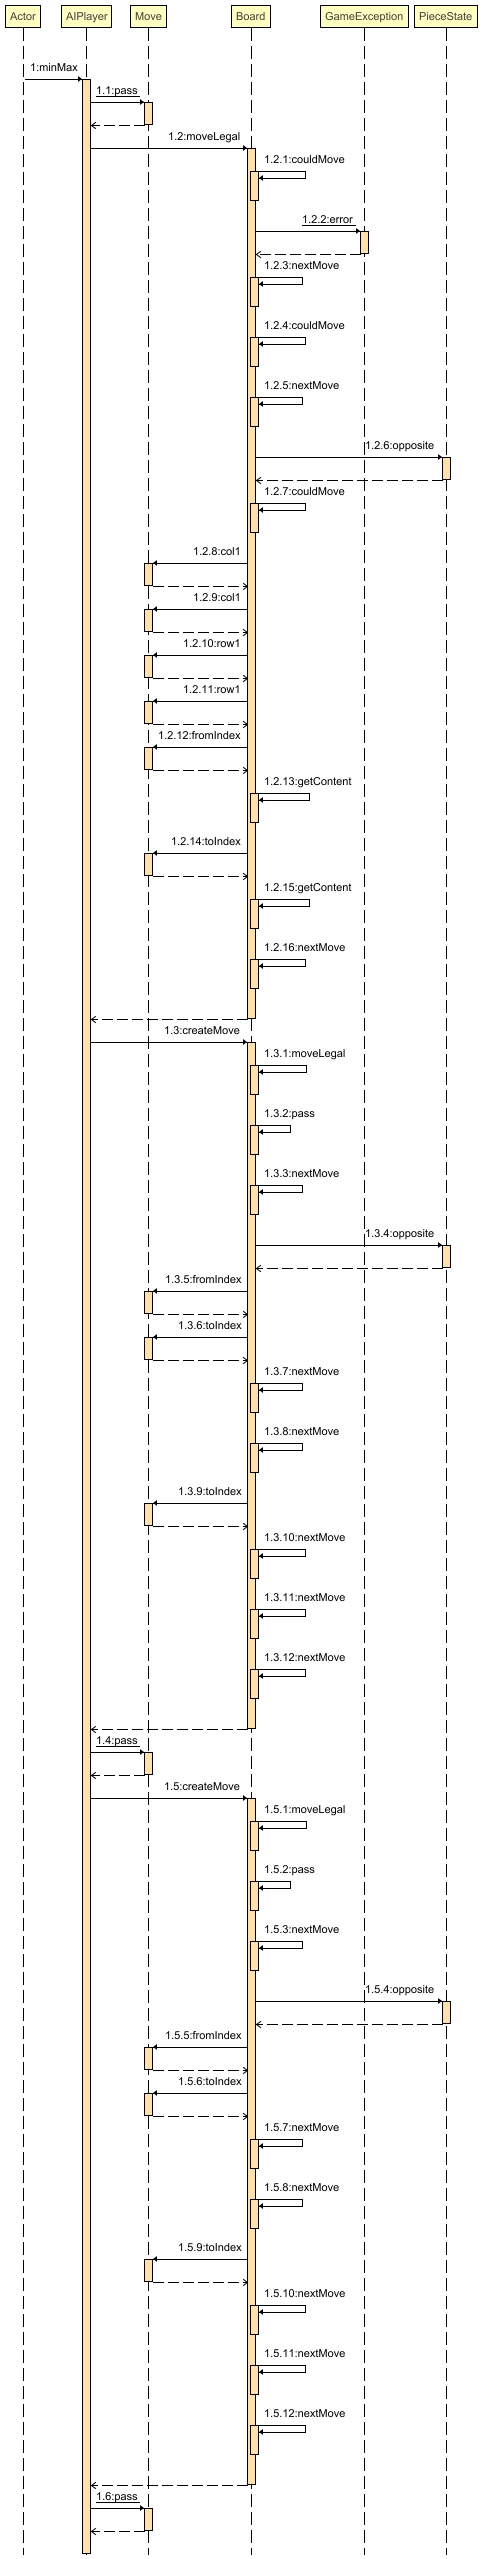 Actor AIPlayer Move Board GameException PieceState
1:minMax
1.1:pass
1.2:moveLegal
1.2.1:couldMove
1.2.2:error
1.2.3:nextMove
1.2.4:couldMove
1.2.5:nextMove
1.2.6:opposite
1.2.7:couldMove
1.2.8:col1
1.2.9:col1
1.2.10:row1
1.2.11:row1
1.2.12:fromIndex
1.2.13:getContent
1.2.14:toIndex
1.2.15:getContent
1.2.16:nextMove
1.3:createMove
1.3.1:moveLegal
1.3.2:pass
1.3.3:nextMove
1.3.4:opposite
1.3.5:fromIndex
1.3.6:toIndex
1.3.7:nextMove
1.3.8:nextMove
1.3.9:toIndex
1.3.10:nextMove
1.3.11:nextMove
1.3.12:nextMove
1.4:pass
1.5:createMove
1.5.1:moveLegal
1.5.2:pass
1.5.3:nextMove
1.5.4:opposite
1.5.5:fromIndex
1.5.6:toIndex
1.5.7:nextMove
1.5.8:nextMove
1.5.9:toIndex
1.5.10:nextMove
1.5.11:nextMove
1.5.12:nextMove
1.6:pass